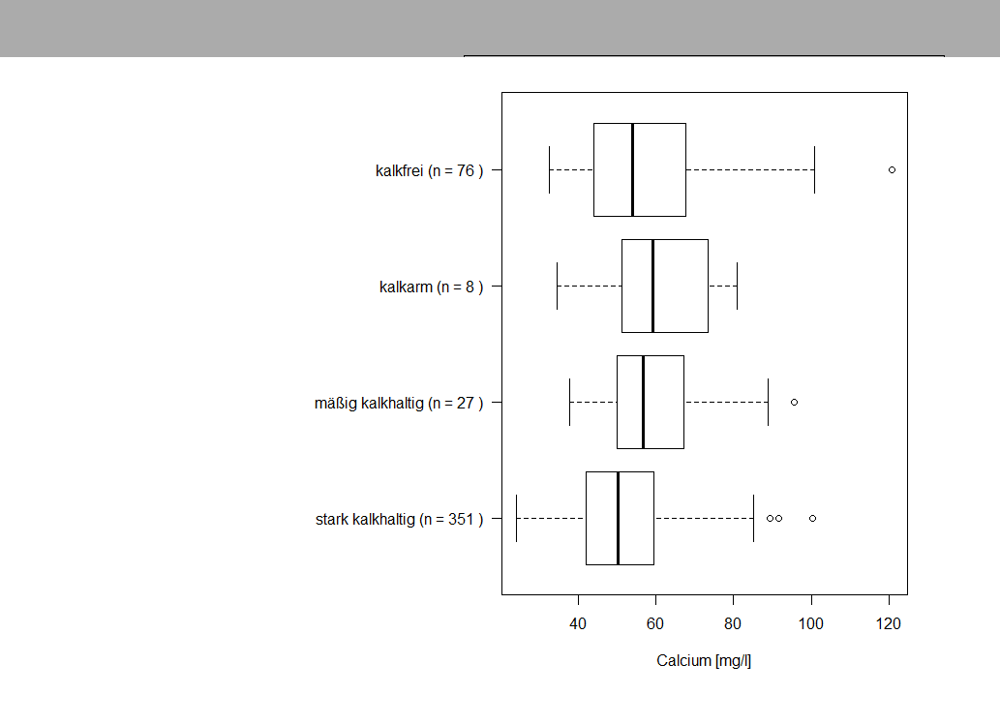 kalkfrei (n = 76 )
kalkarm (n = 8 )
mäßig kalkhaltig (n = 27 )
stark kalkhaltig (n = 351 )
40 60 80 100 120
Calcium [mg/l]